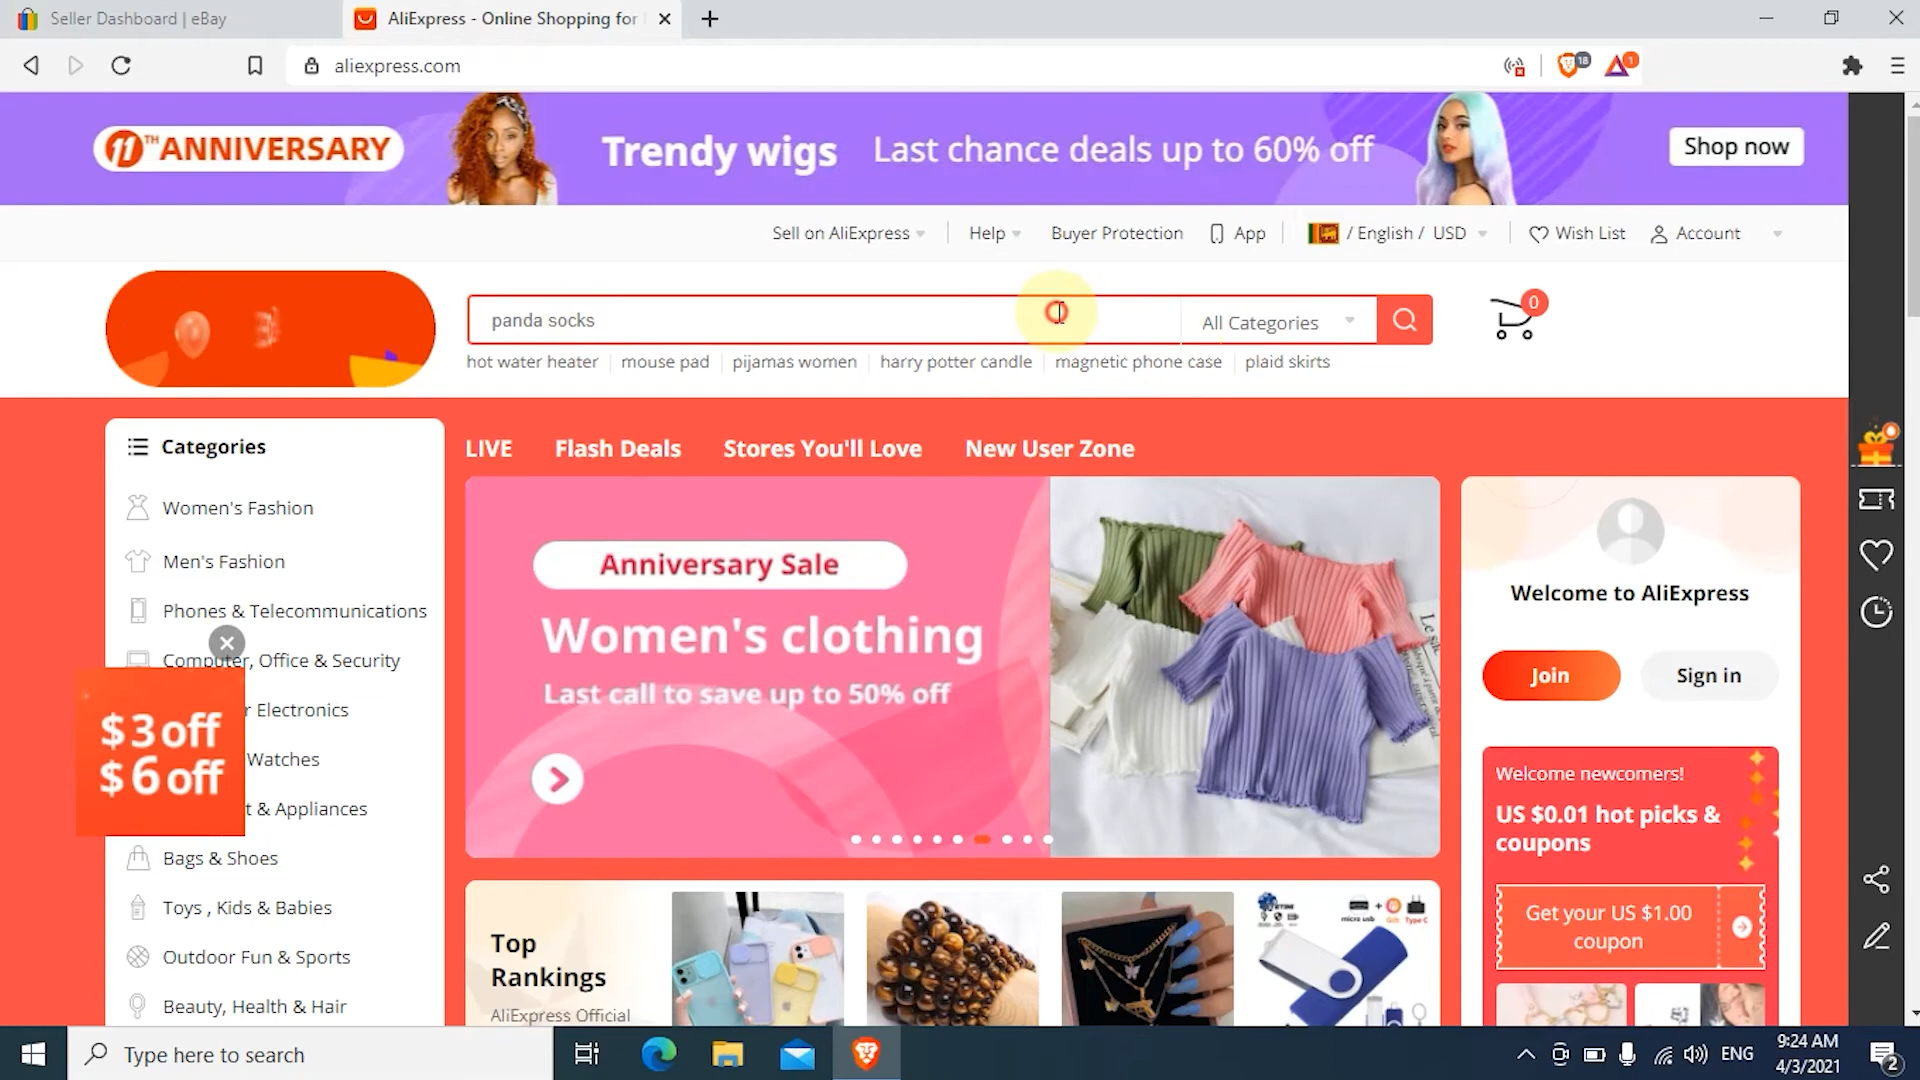 Seller Dashboard | eBay
AliExpress - Online Shopping for
aliexpress.com
18
1
11TH ANNIVERSARY
Trendy wigs
Last chance deals up to 60% off
Shop now
Sell on AliExpress
Help
Buyer Protection
App
/ English / USD
Wish List
Account
panda socks
All Categories
0
hot water heater
mouse pad
pijamas women
harry potter candle
magnetic phone case
plaid skirts
Categories
LIVE
Flash Deals
Stores You'll Love
New User Zone
Women's Fashion
Men's Fashion
Phones & Telecommunications
Computer, Office & Security
r Electronics
Watches
t & Appliances
Bags & Shoes
Toys , Kids & Babies
Outdoor Fun & Sports
Beauty, Health & Hair
$3 off
$6 off
Anniversary Sale
Women's clothing
Last call to save up to 50% off
Welcome to AliExpress
Join
Sign in
Welcome newcomers!
US $0.01 hot picks &
coupons
Get your US $1.00
coupon
Top
Rankings
AliExpress Official
micro usb
Gift
Type C
Type here to search
ENG
9:24 AM
4/3/2021
2